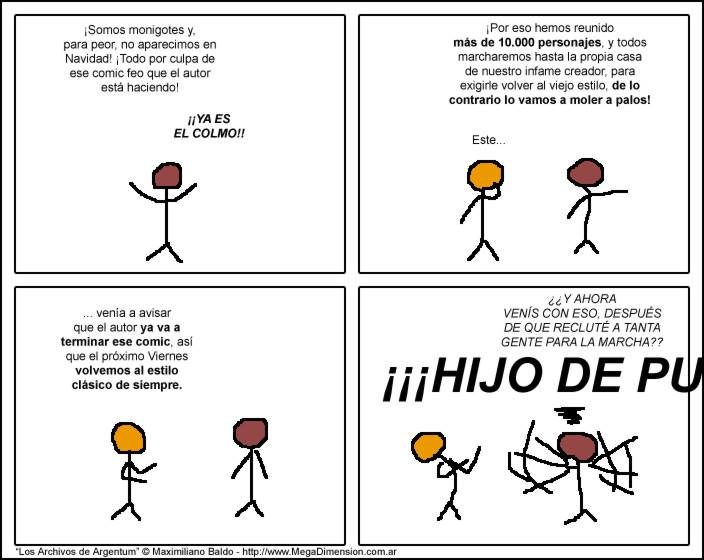 ¡Somos monigotes y,
para peor, no aparecimos en
Navidad! ¡Todo por culpa de
ese comic feo que el autor
está haciendo!
¡¡YA ES
EL COLMO!!
¡Por eso hemos reunido
más de 10.000 personajes, y todos
marcharemos hasta la propia casa
de nuestro infame creador, para
exigirle volver al viejo estilo, de lo
contrario lo vamos a moler a palos!
Este...
... venía a avisar
que el autor ya va a
terminar ese comic, así
que el próximo Viernes
volvemos al estilo
clásico de siempre.
¿¿Y AHORA
VENÍS CON ESO, DESPUÉS
DE QUE RECLUTÉ A TANTA
GENTE PARA LA MARCHA??
¡¡¡HIJO DE PU
"Los Archivos de Argentum" © Maximiliano Baldo - http://www.MegaDimension.com.ar